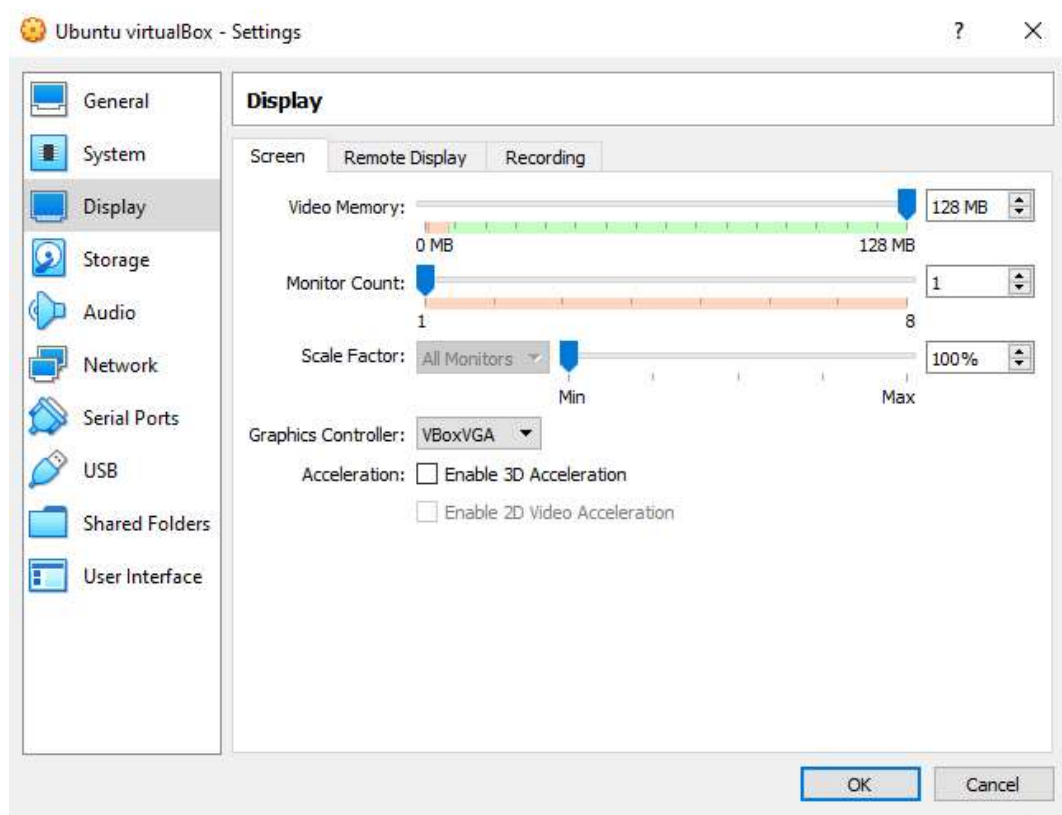 Ubuntu virtualBox - Settings ?
General
System
Display
Storage
Audio
Network
Serial Ports
USB
Shared Folders
User Interface
Display
Screen Remote Display Recording
Video Memory: 128 MB
0 MB 128 MB
Monitor Count: 1
1 8
Scale Factor: All Monitors 100%
Min Max
Graphics Controller: VBoxVGA
Acceleration: Enable 3D Acceleration
Enable 2D Video Acceleration
OK Cancel